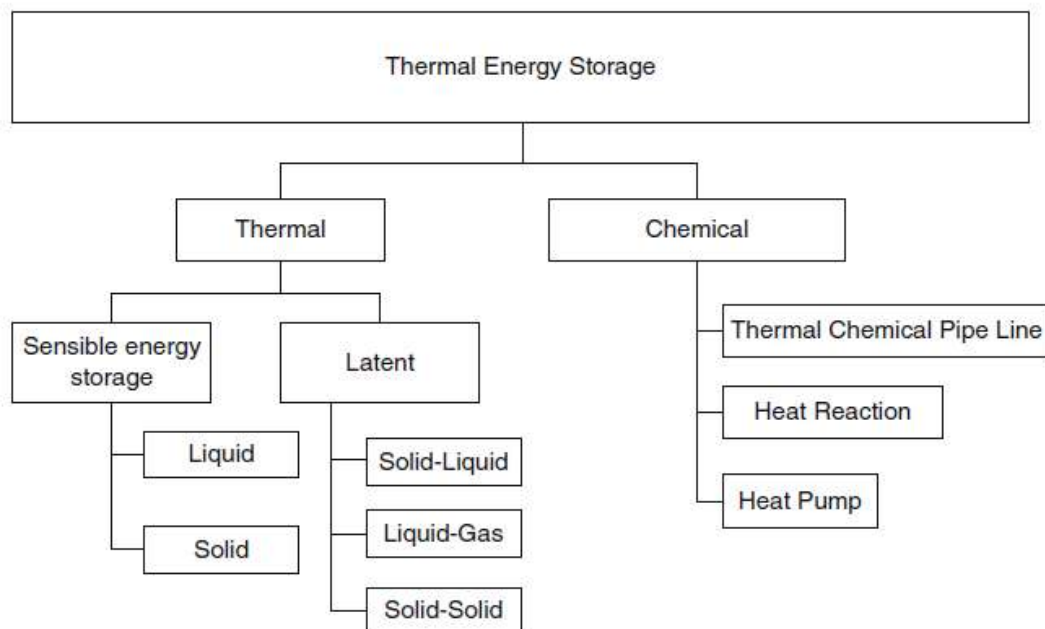 Thermal Energy Storage
Thermal
Chemical
Sensible energy
storage
Latent
Thermal Chemical Pipe Line
Heat Reaction
Heat Pump
Liquid
Solid
Solid-Liquid
Liquid-Gas
Solid-Solid